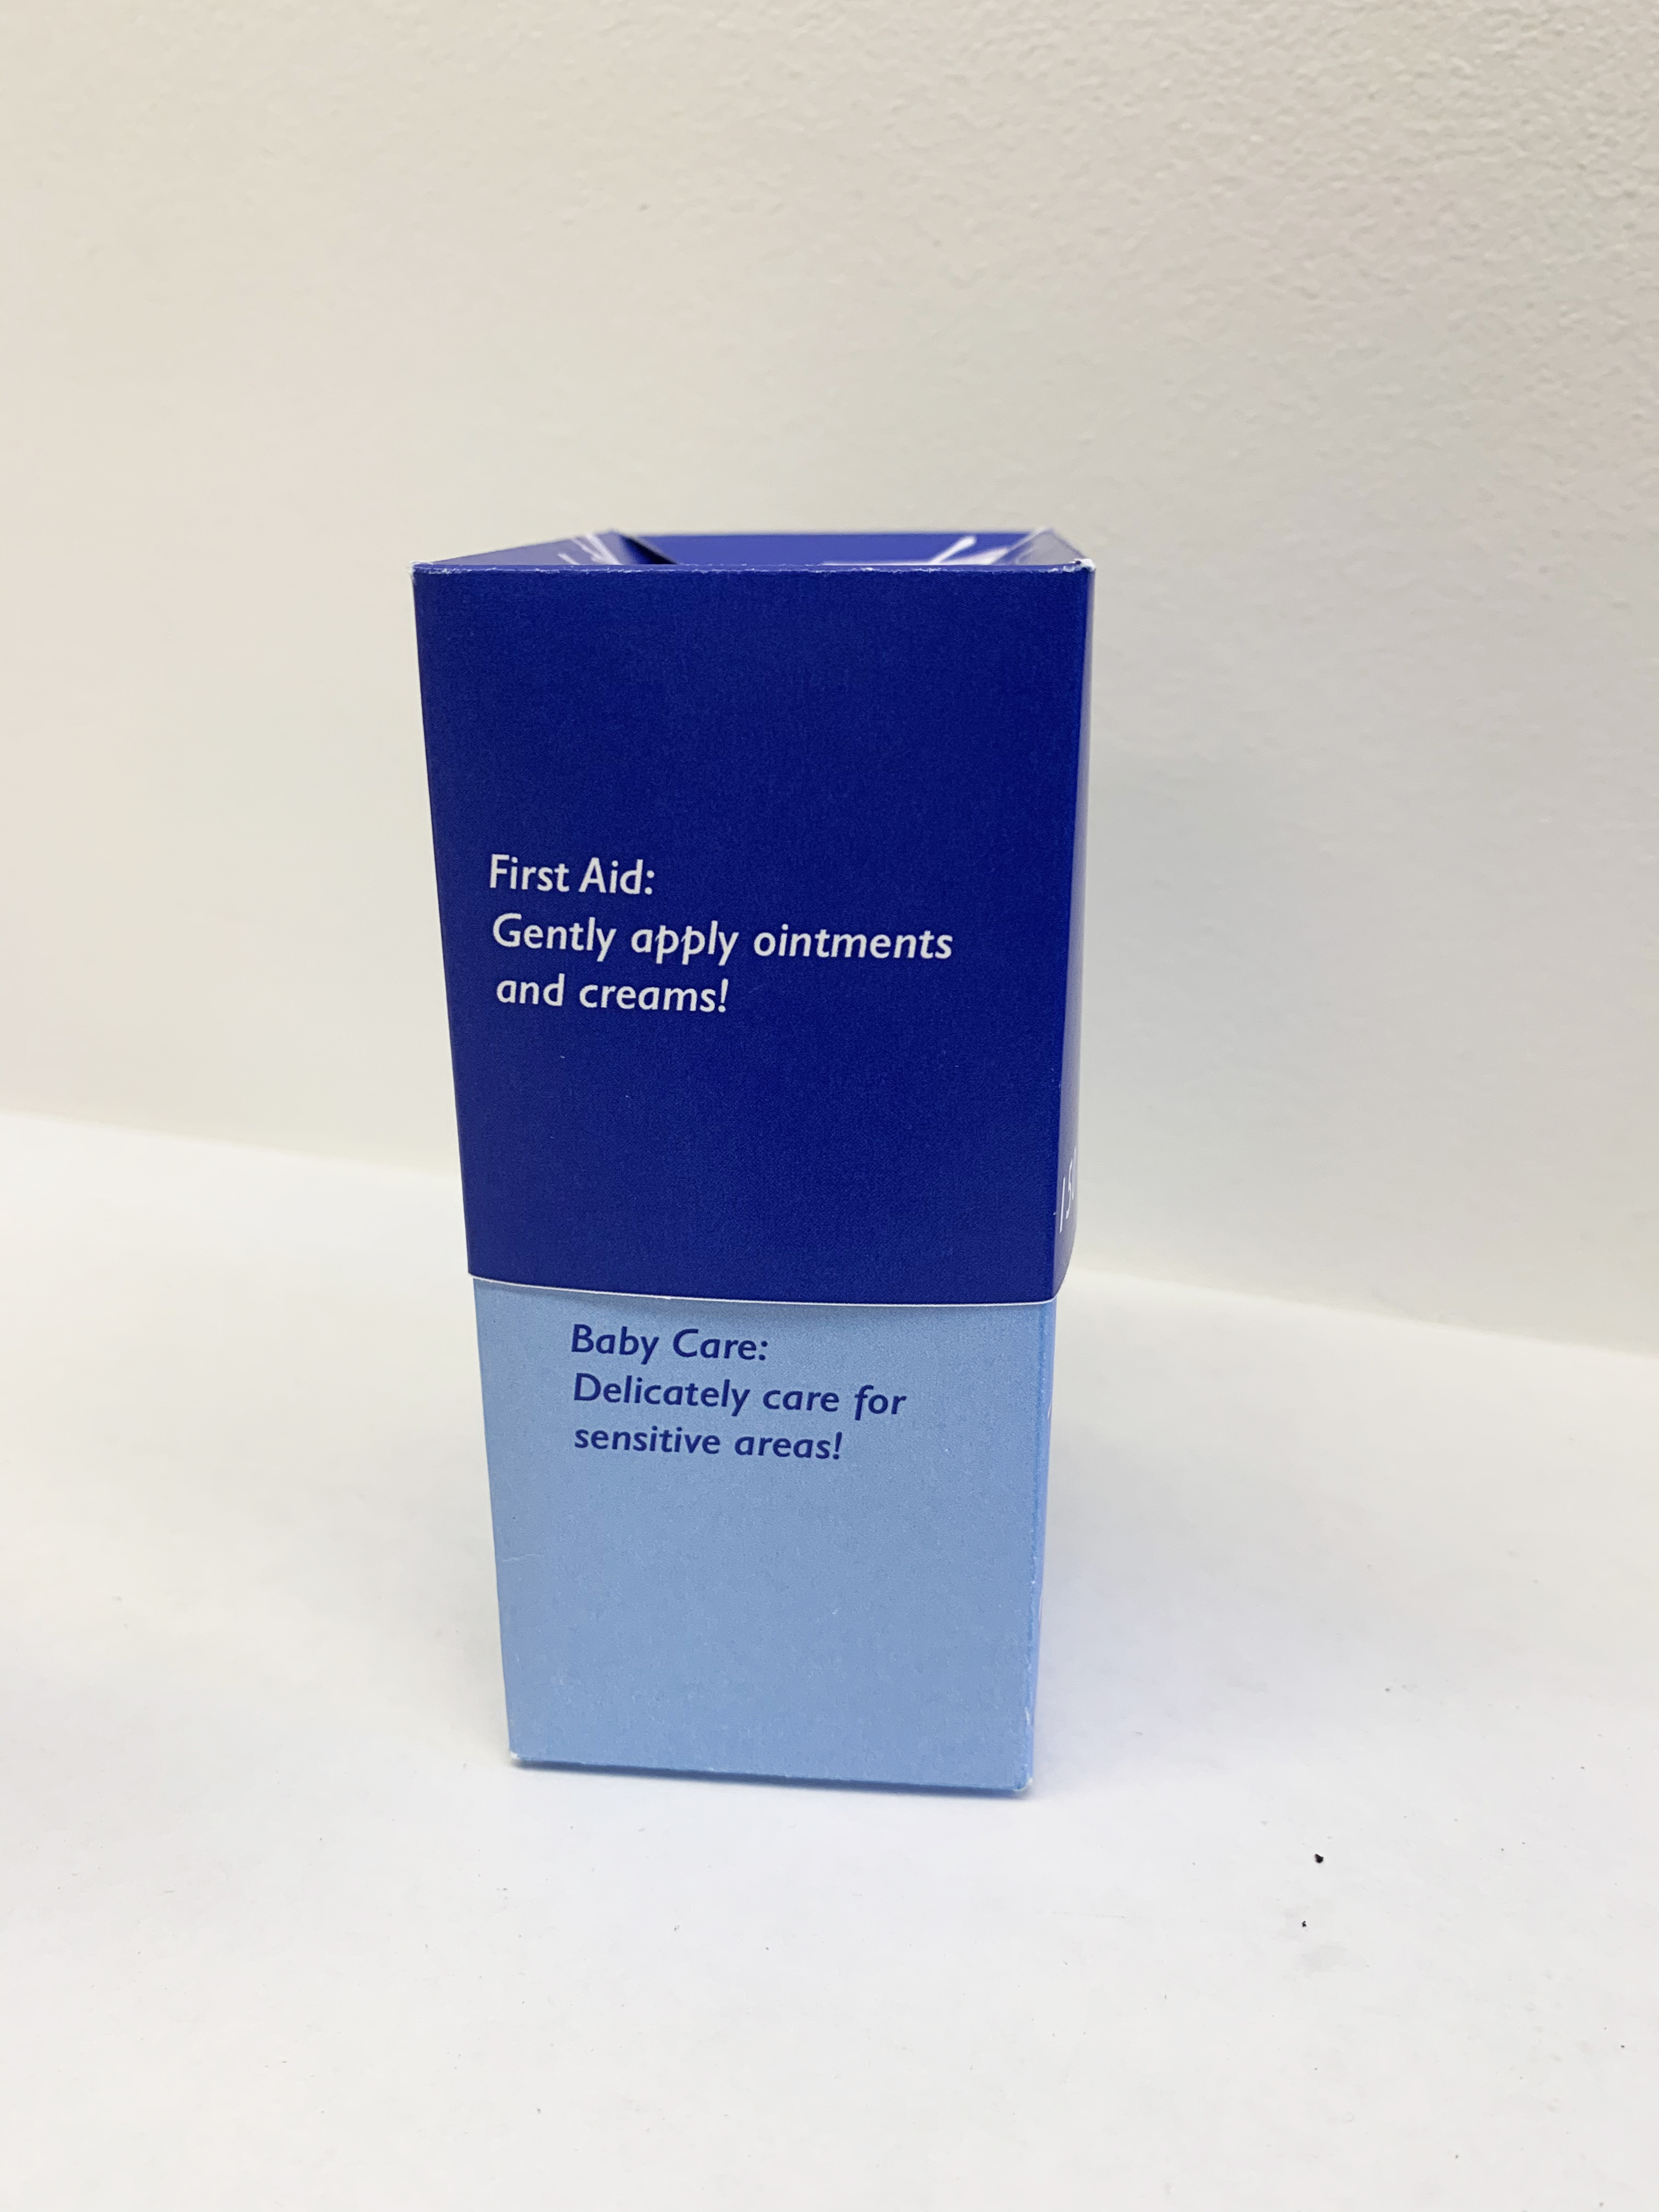 First Aid:
Gently apply ointments
and creams!
Baby Care:
Delicately care for
sensitive areas!